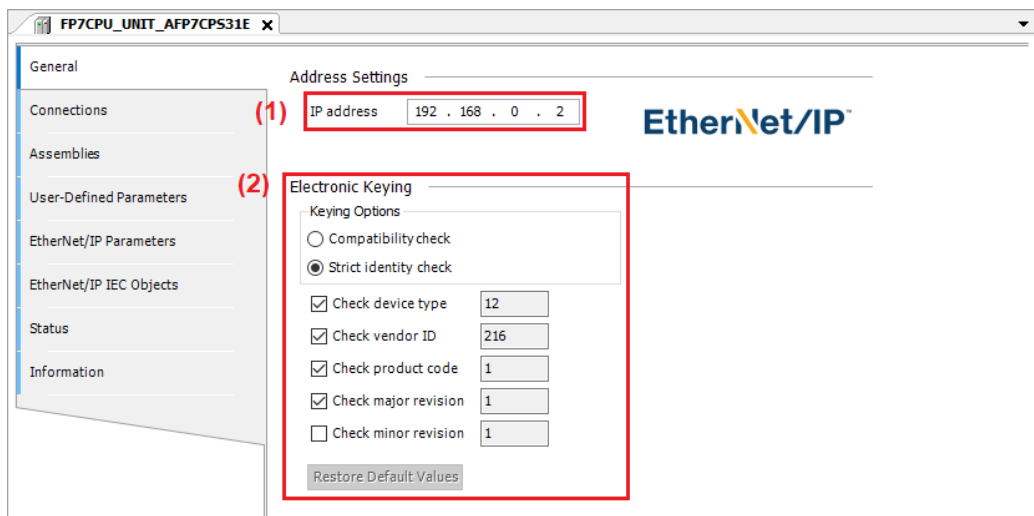 FP7CPU_UNIT_AFP7CPS31E
General
Connections
Assemblies
User-Defined Parameters
EtherNet/IP Parameters
EtherNet/IP IEC Objects
Status
Information
Address Settings
(1) IP address 192 . 168 . 0 . 2
EtherNet/IP™
(2) Electronic Keying
Keying Options
Compatibility check
Strict identity check
Check device type 12
Check vendor ID 216
Check product code 1
Check major revision 1
Check minor revision 1
Restore Default Values